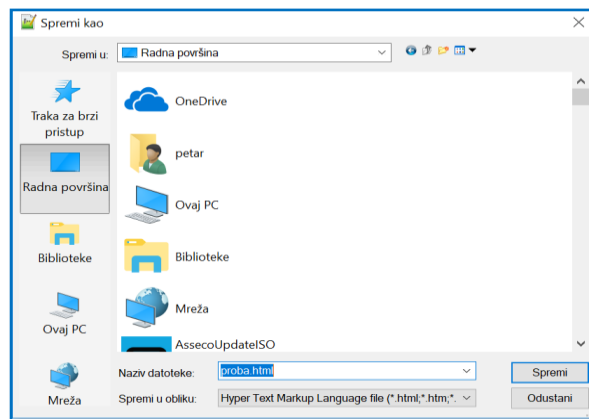 Spremi kao
Spremi u:
Radna površina
Traka za brzi
pristup
Radna površina
Biblioteke
Ovaj PC
Mreža
OneDrive
petar
Ovaj PC
Biblioteke
Mreža
AssecoUpdateISO
Naziv datoteke:
proba.html
Spremi
Spremi u obliku:
Hyper Text Markup Language file (*.html;*.htm;*.
Odustani